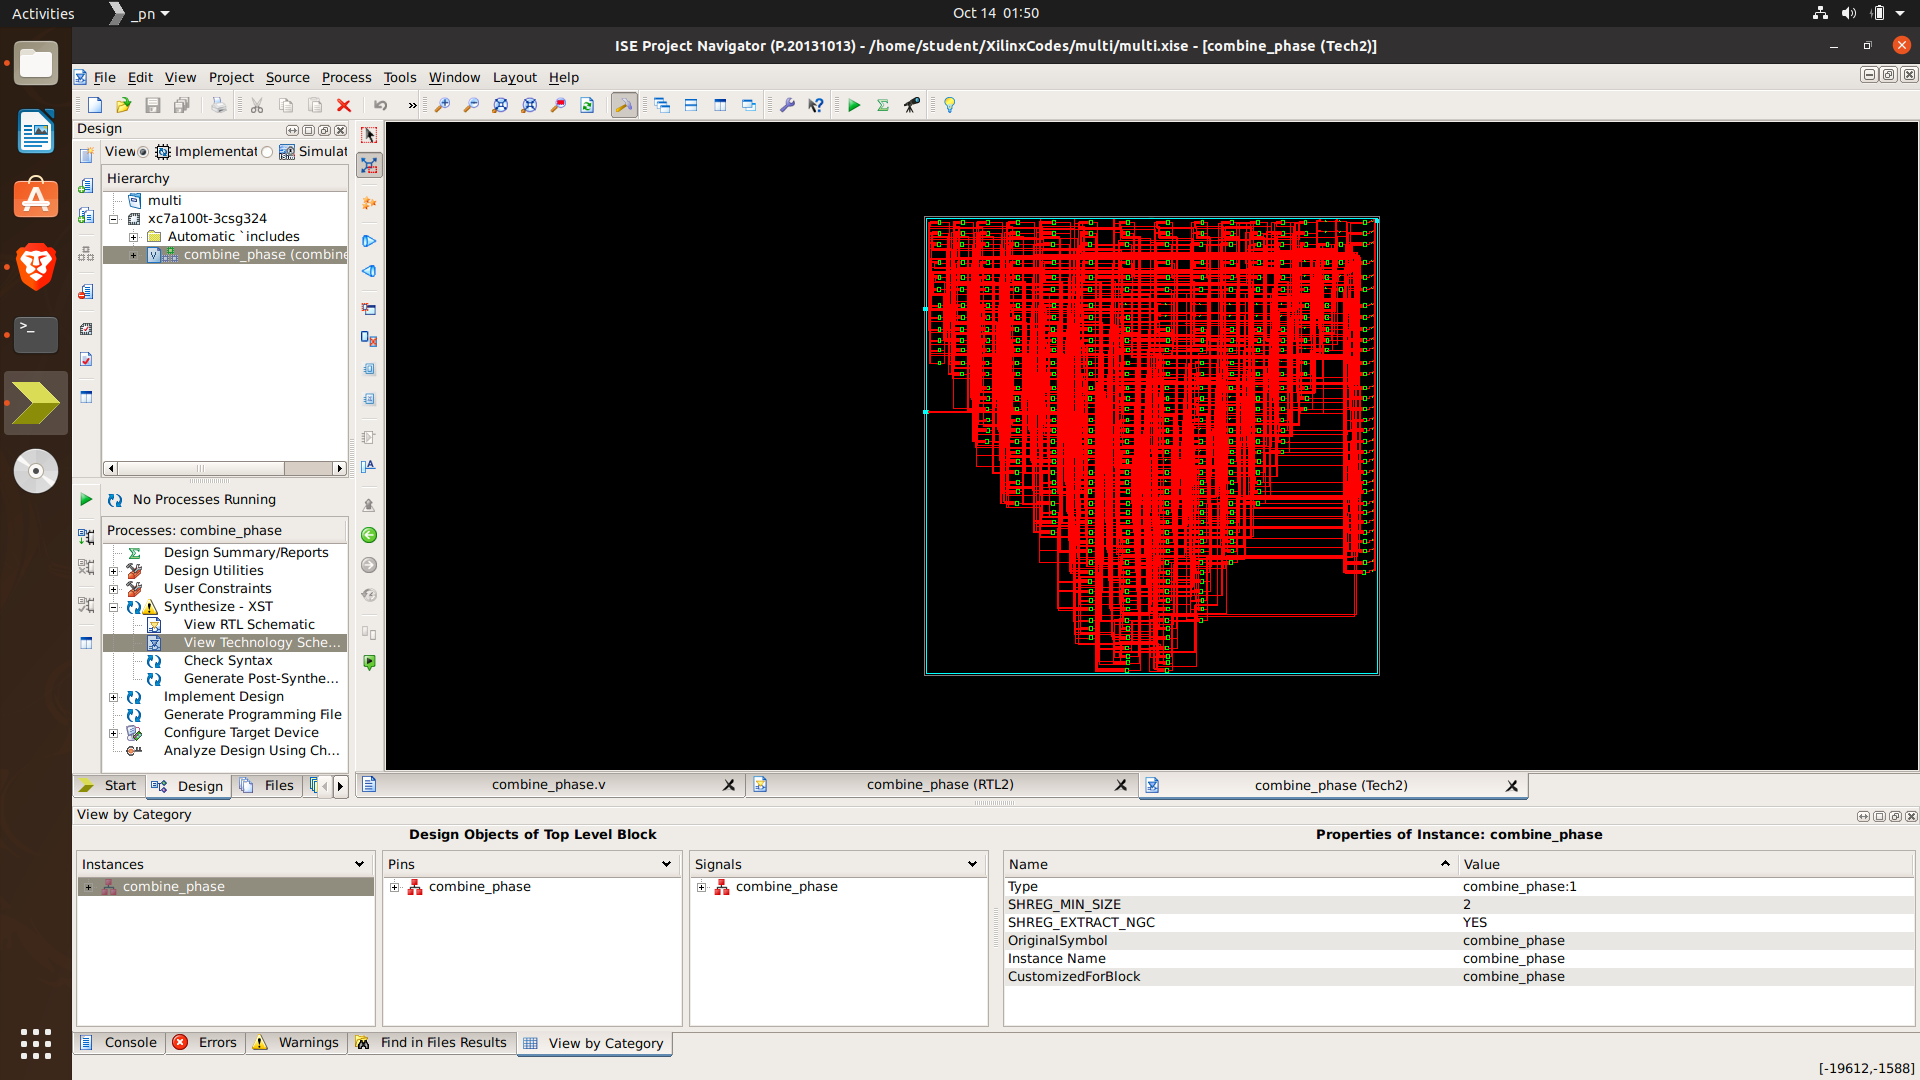 Activities
_pn
Oct 14 01:50
ISE Project Navigator (P.20131013) - /home/student/XilinxCodes/multi/multi.xise - [combine_phase (Tech2)]
File Edit View Project Source Process Tools Window Layout Help
Design
View Implementat Simulat
Hierarchy
multi
xc7a100t-3csg324
Automatic `includes
combine_phase (combine
No Processes Running
Processes: combine_phase
Design Summary/Reports
Design Utilities
User Constraints
Synthesize - XST
View RTL Schematic
View Technology Sche...
Check Syntax
Generate Post-Synthe...
Implement Design
Generate Programming File
Configure Target Device
Analyze Design Using Ch...
Start Design Files
combine_phase.v
combine_phase (RTL2)
combine_phase (Tech2)
View by Category
Design Objects of Top Level Block
Properties of Instance: combine_phase
Instances
combine_phase
Pins
combine_phase
Signals
combine_phase
Name Value
Type combine_phase:1
SHREG_MIN_SIZE 2
SHREG_EXTRACT_NGC YES
OriginalSymbol combine_phase
Instance Name combine_phase
CustomizedForBlock combine_phase
Console Errors Warnings Find in Files Results View by Category
[-19612,-1588]